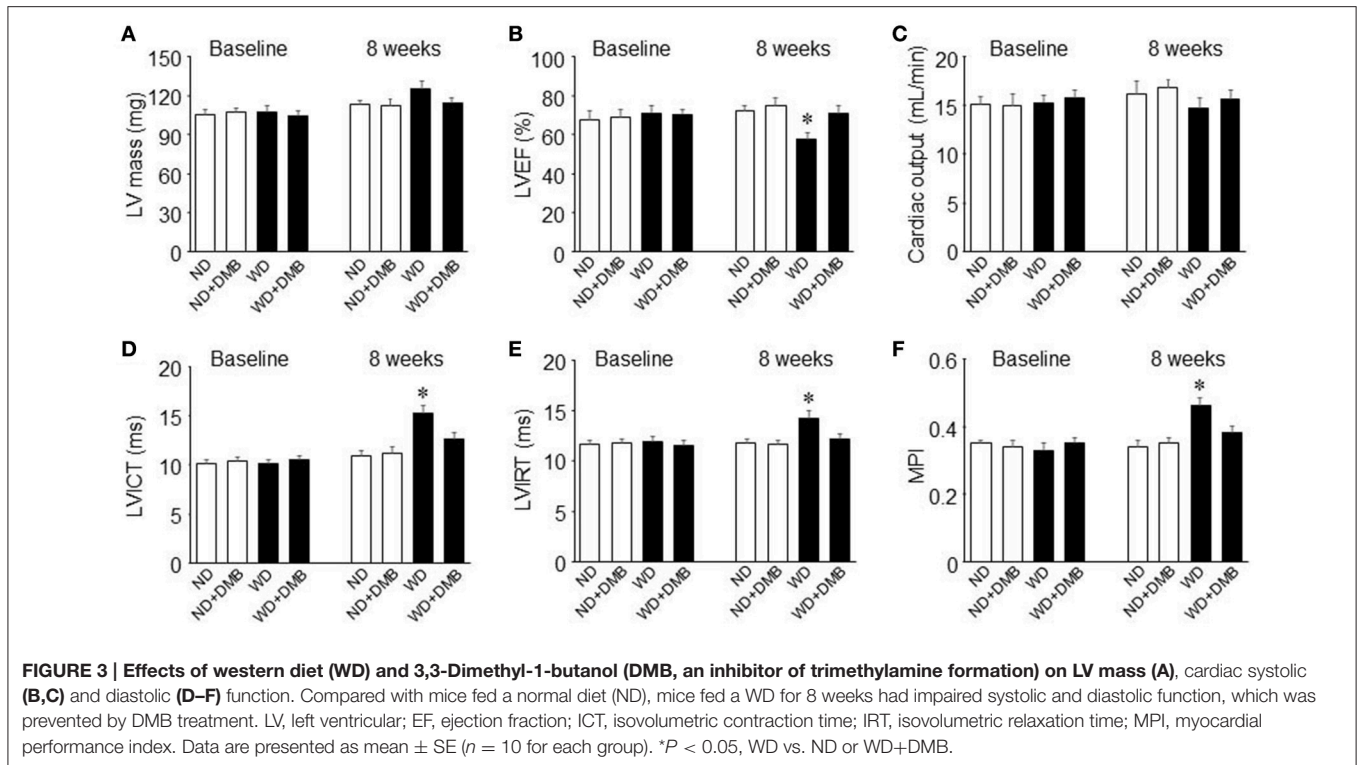 A
Baseline 8 weeks
LV mass (mg)
150
120
90
60
30
0
ND ND+DMB WD WD+DMB ND ND+DMB WD WD+DMB
B
Baseline 8 weeks
LVEF (%)
100
80
60
40
20
0
*
ND ND+DMB WD WD+DMB ND ND+DMB WD WD+DMB
C
Baseline 8 weeks
Cardiac output (mL/min)
20
15
10
5
0
ND ND+DMB WD WD+DMB ND ND+DMB WD WD+DMB
D
Baseline 8 weeks
LVICT (ms)
20
15
10
5
0
*
ND ND+DMB WD WD+DMB ND ND+DMB WD WD+DMB
E
Baseline 8 weeks
LVIRT (ms)
20
15
10
5
0
*
ND ND+DMB WD WD+DMB ND ND+DMB WD WD+DMB
F
Baseline 8 weeks
MPI
0.6
0.4
0.2
0
*
ND ND+DMB WD WD+DMB ND ND+DMB WD WD+DMB
FIGURE 3 | Effects of western diet (WD) and 3,3-Dimethyl-1-butanol (DMB, an inhibitor of trimethylamine formation) on LV mass (A), cardiac systolic
(B,C) and diastolic (D–F) function. Compared with mice fed a normal diet (ND), mice fed a WD for 8 weeks had impaired systolic and diastolic function, which was
prevented by DMB treatment. LV, left ventricular; EF, ejection fraction; ICT, isovolumetric contraction time; IRT, isovolumetric relaxation time; MPI, myocardial
performance index. Data are presented as mean ± SE (n = 10 for each group). *P < 0.05, WD vs. ND or WD+DMB.